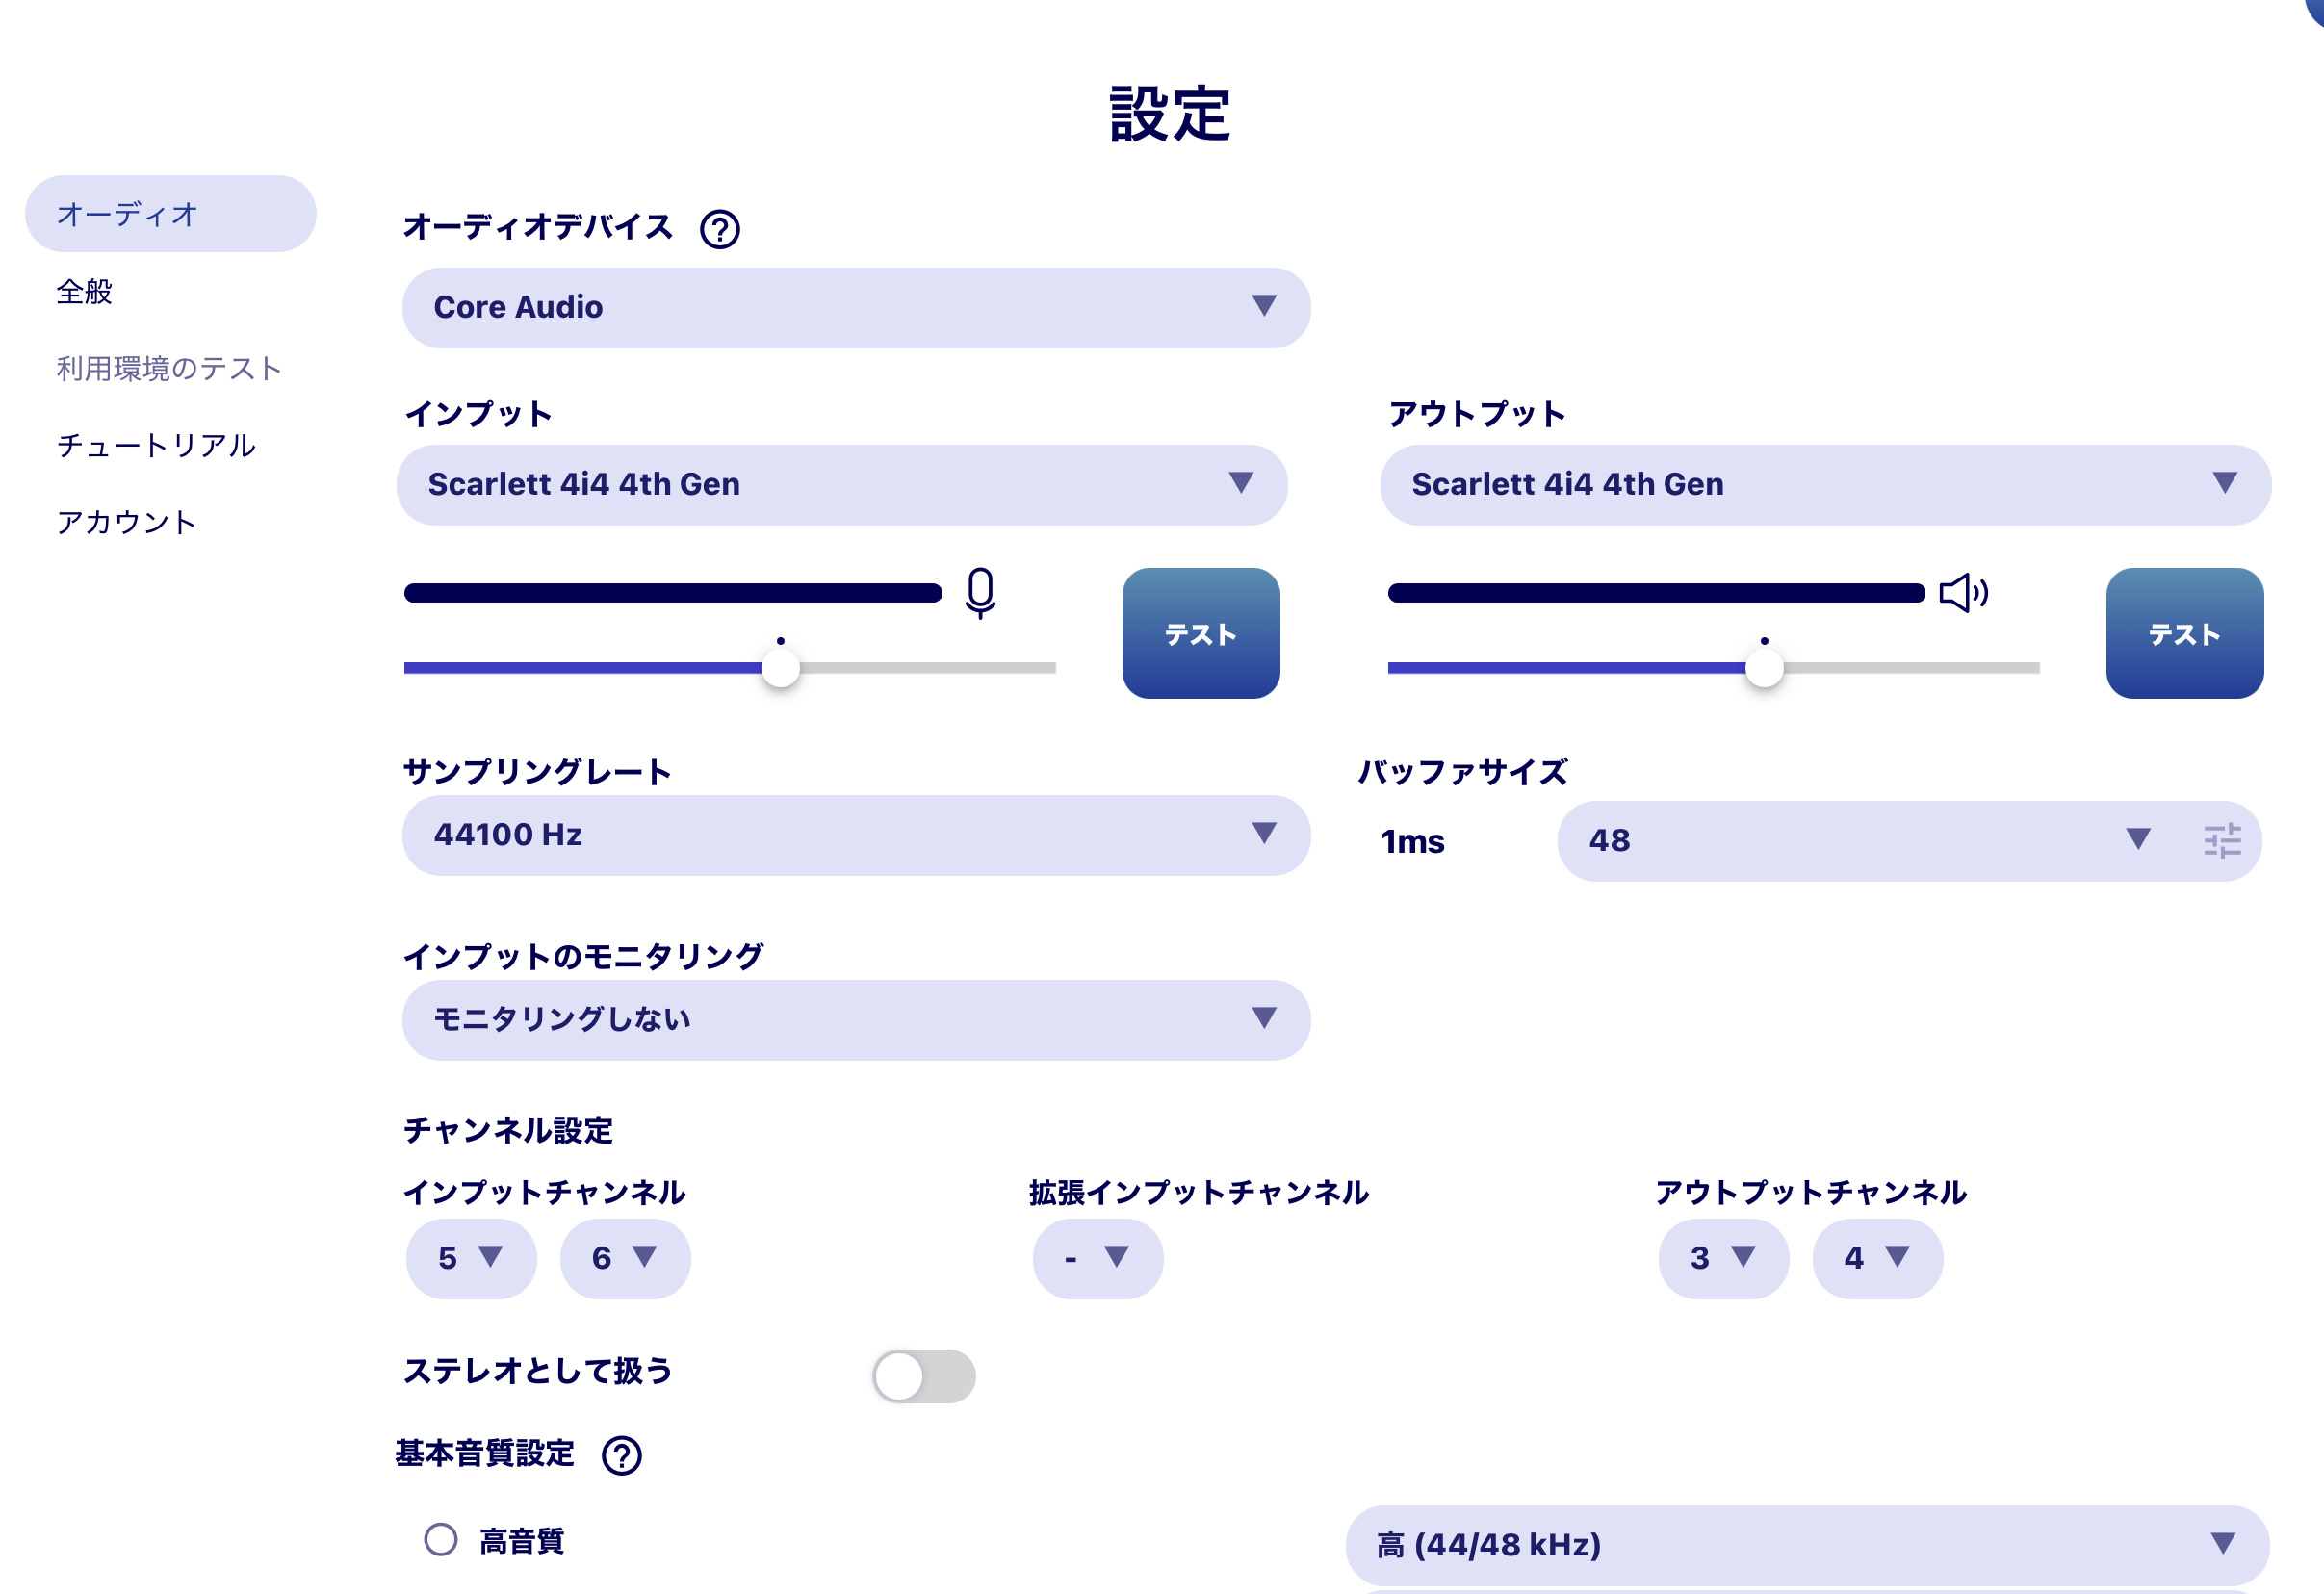 設定
オーディオ
全般
利用環境のテスト
チュートリアル
アカウント
オーディオデバイス
Core Audio
インプット
Scarlett 4i4 4th Gen
テスト
アウトプット
Scarlett 4i4 4th Gen
テスト
サンプリングレート
44100 Hz
バッファサイズ
1ms
48
インプットのモニタリング
モニタリングしない
チャンネル設定
インプットチャンネル
5 6
拡張インプットチャンネル
-
アウトプットチャンネル
3 4
ステレオとして扱う
基本音質設定
高音質
高 (44/48 kHz)